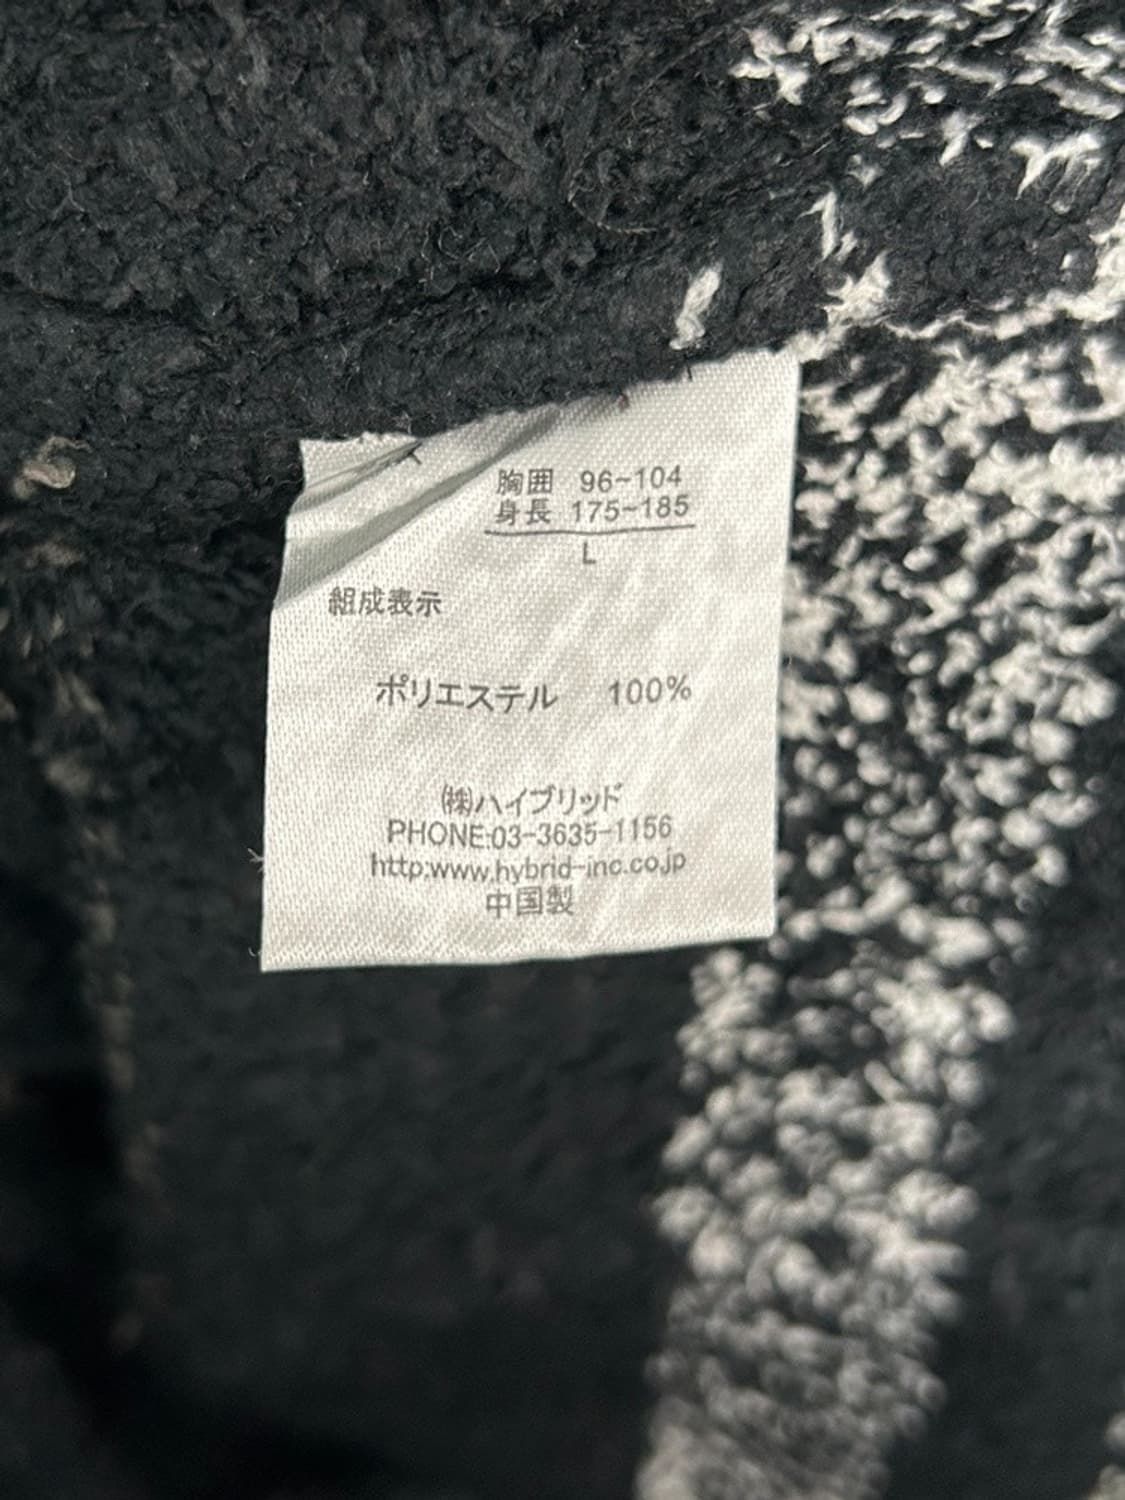 胸囲 96~104
身長 175~185
L
組成表示
ポリエステル 100%
㈱ハイブリッド
PHONE:03-3635-1156
http:www.hybrid-inc.co.jp
中国製